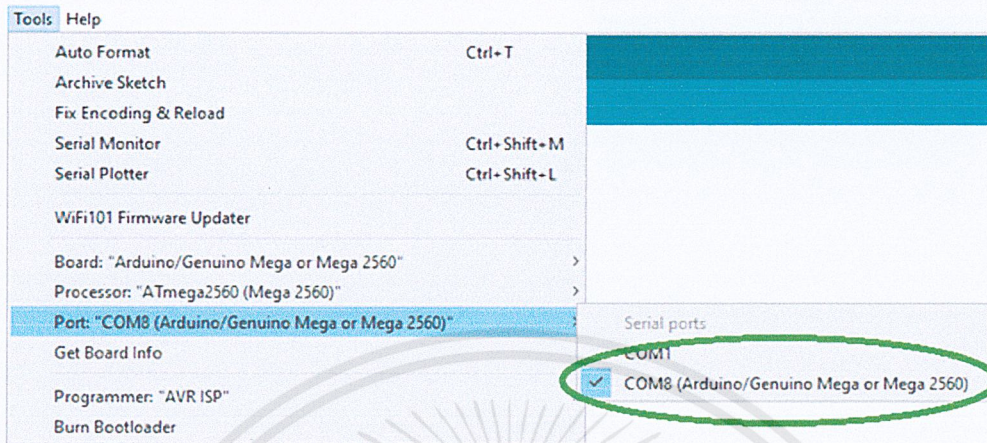 Tools Help
Auto Format Ctrl+T
Archive Sketch
Fix Encoding & Reload
Serial Monitor Ctrl+Shift+M
Serial Plotter Ctrl+Shift+L
WiFi101 Firmware Updater
Board: "Arduino/Genuino Mega or Mega 2560"
Processor: "ATmega2560 (Mega 2560)"
Port: "COM8 (Arduino/Genuino Mega or Mega 2560)"
Serial ports
Get Board Info
COM1
COM8 (Arduino/Genuino Mega or Mega 2560)
Programmer: "AVR ISP"
Burn Bootloader